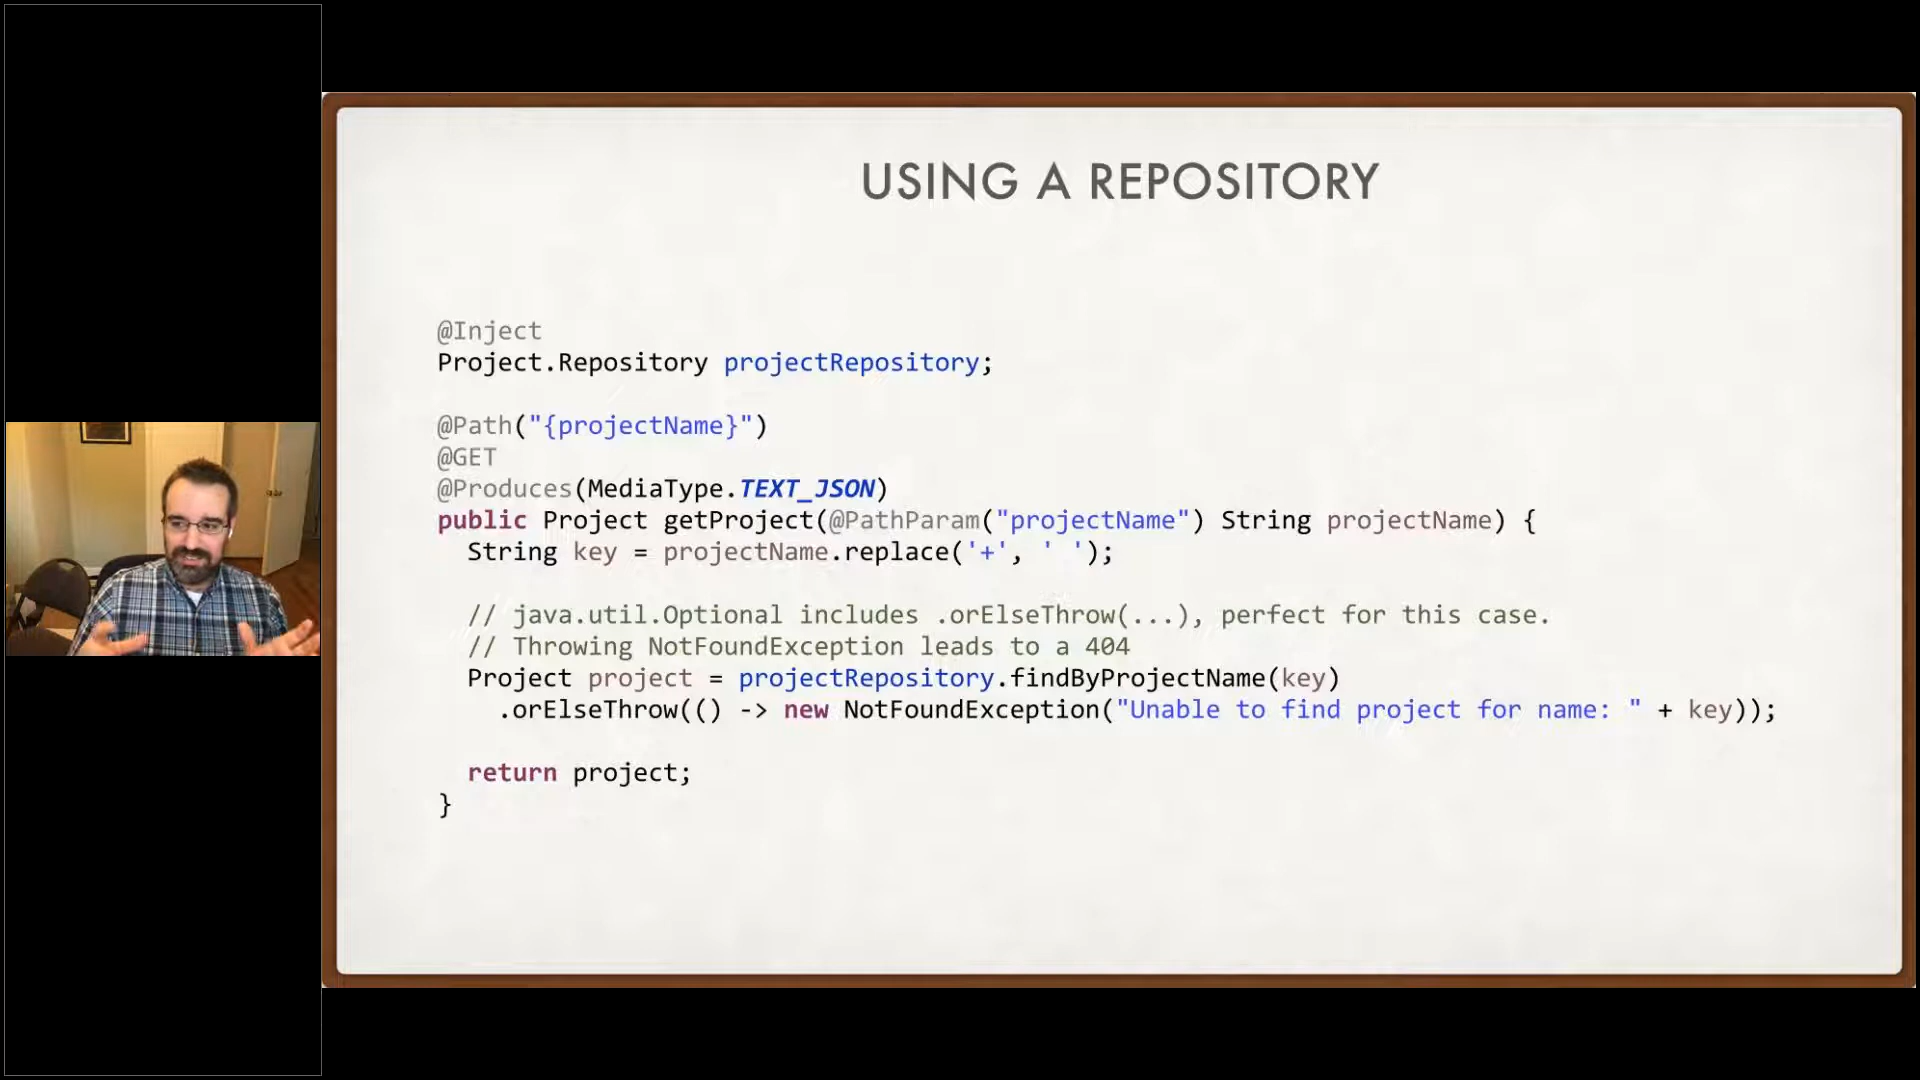 USING A REPOSITORY
@Inject
Project.Repository projectRepository;
@Path("{projectName}")
@GET
@Produces(MediaType.TEXT_JSON)
public Project getProject(@PathParam("projectName") String projectName) {
String key = projectName.replace('+', ' ');
// java.util.Optional includes .orElseThrow(...), perfect for this case.
// Throwing NotFoundException leads to a 404
Project project = projectRepository.findByProjectName(key)
.orElseThrow(() -> new NotFoundException("Unable to find project for name: " + key));
return project;
}